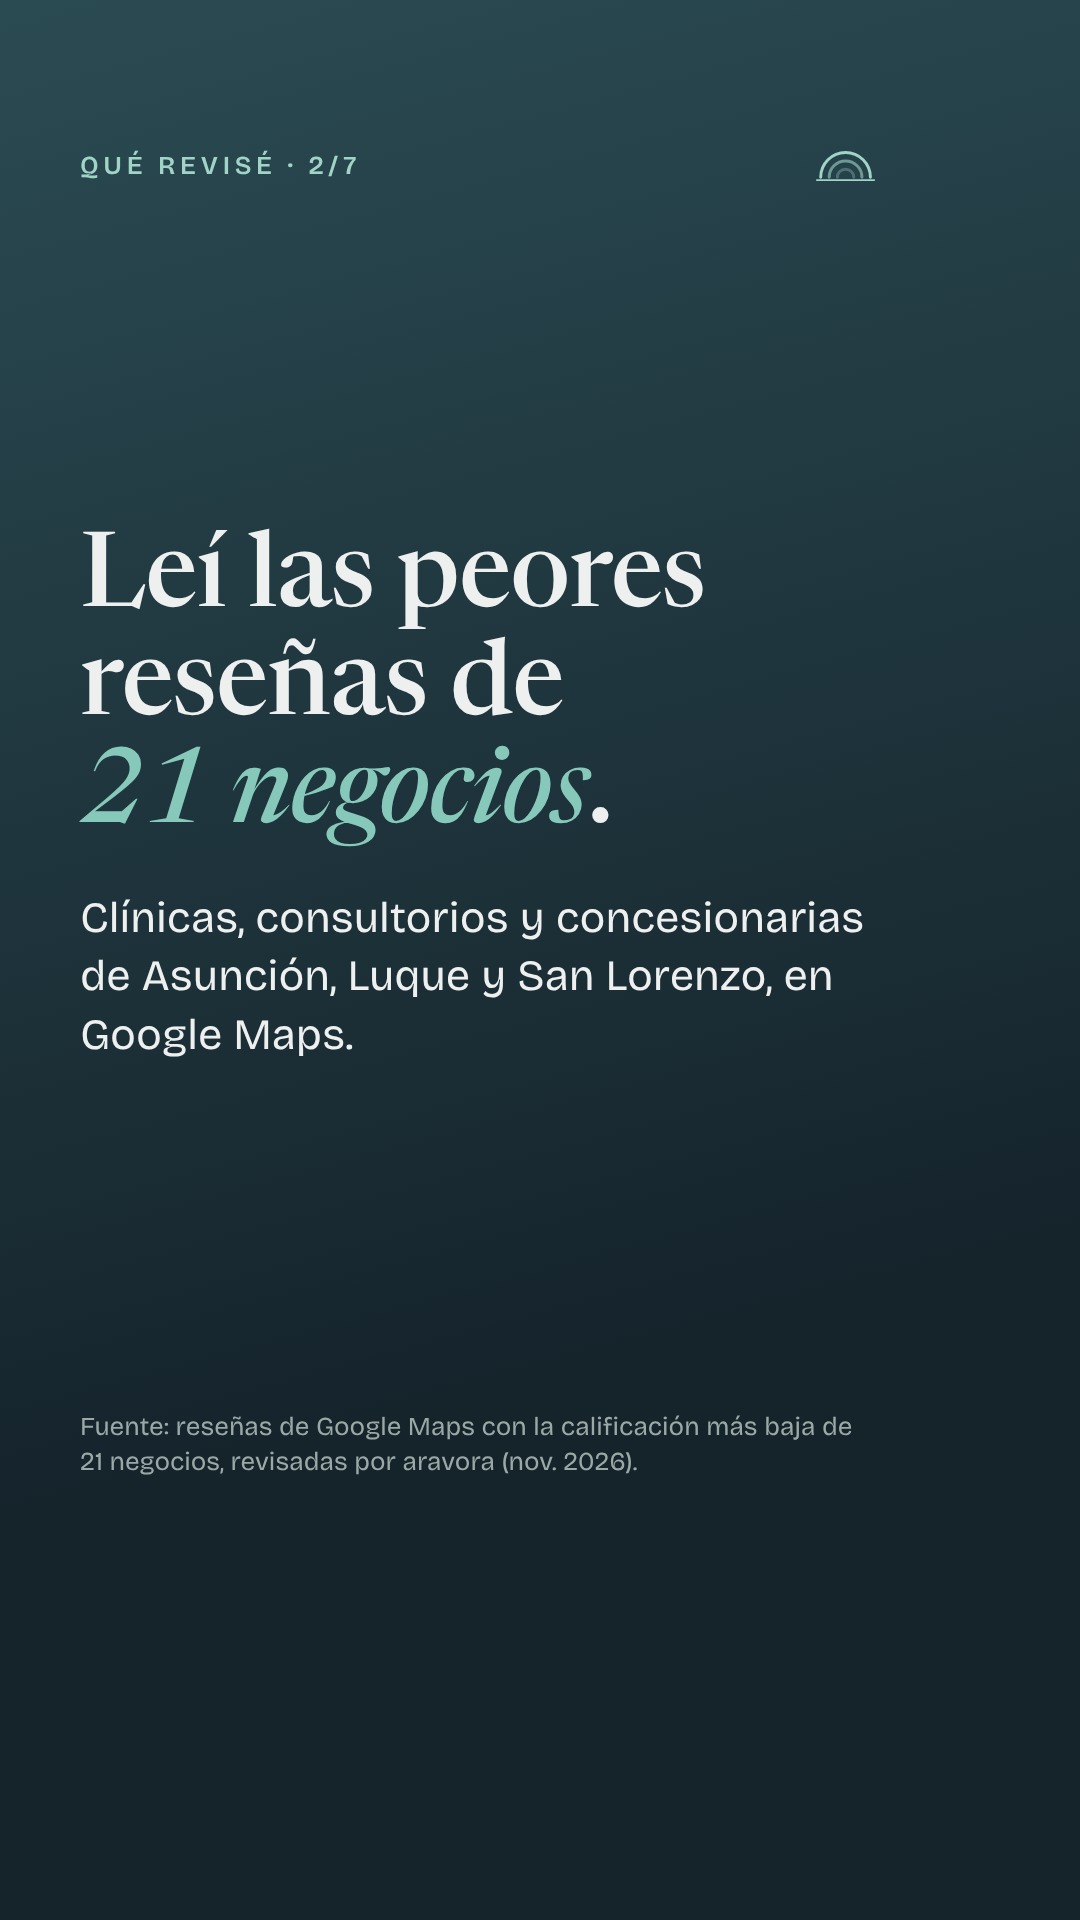 QUÉ REVISÉ · 2/7
Leí las peores
reseñas de
21 negocios.
Clínicas, consultorios y concesionarias
de Asunción, Luque y San Lorenzo, en
Google Maps.
Fuente: reseñas de Google Maps con la calificación más baja de
21 negocios, revisadas por aravora (nov. 2026).